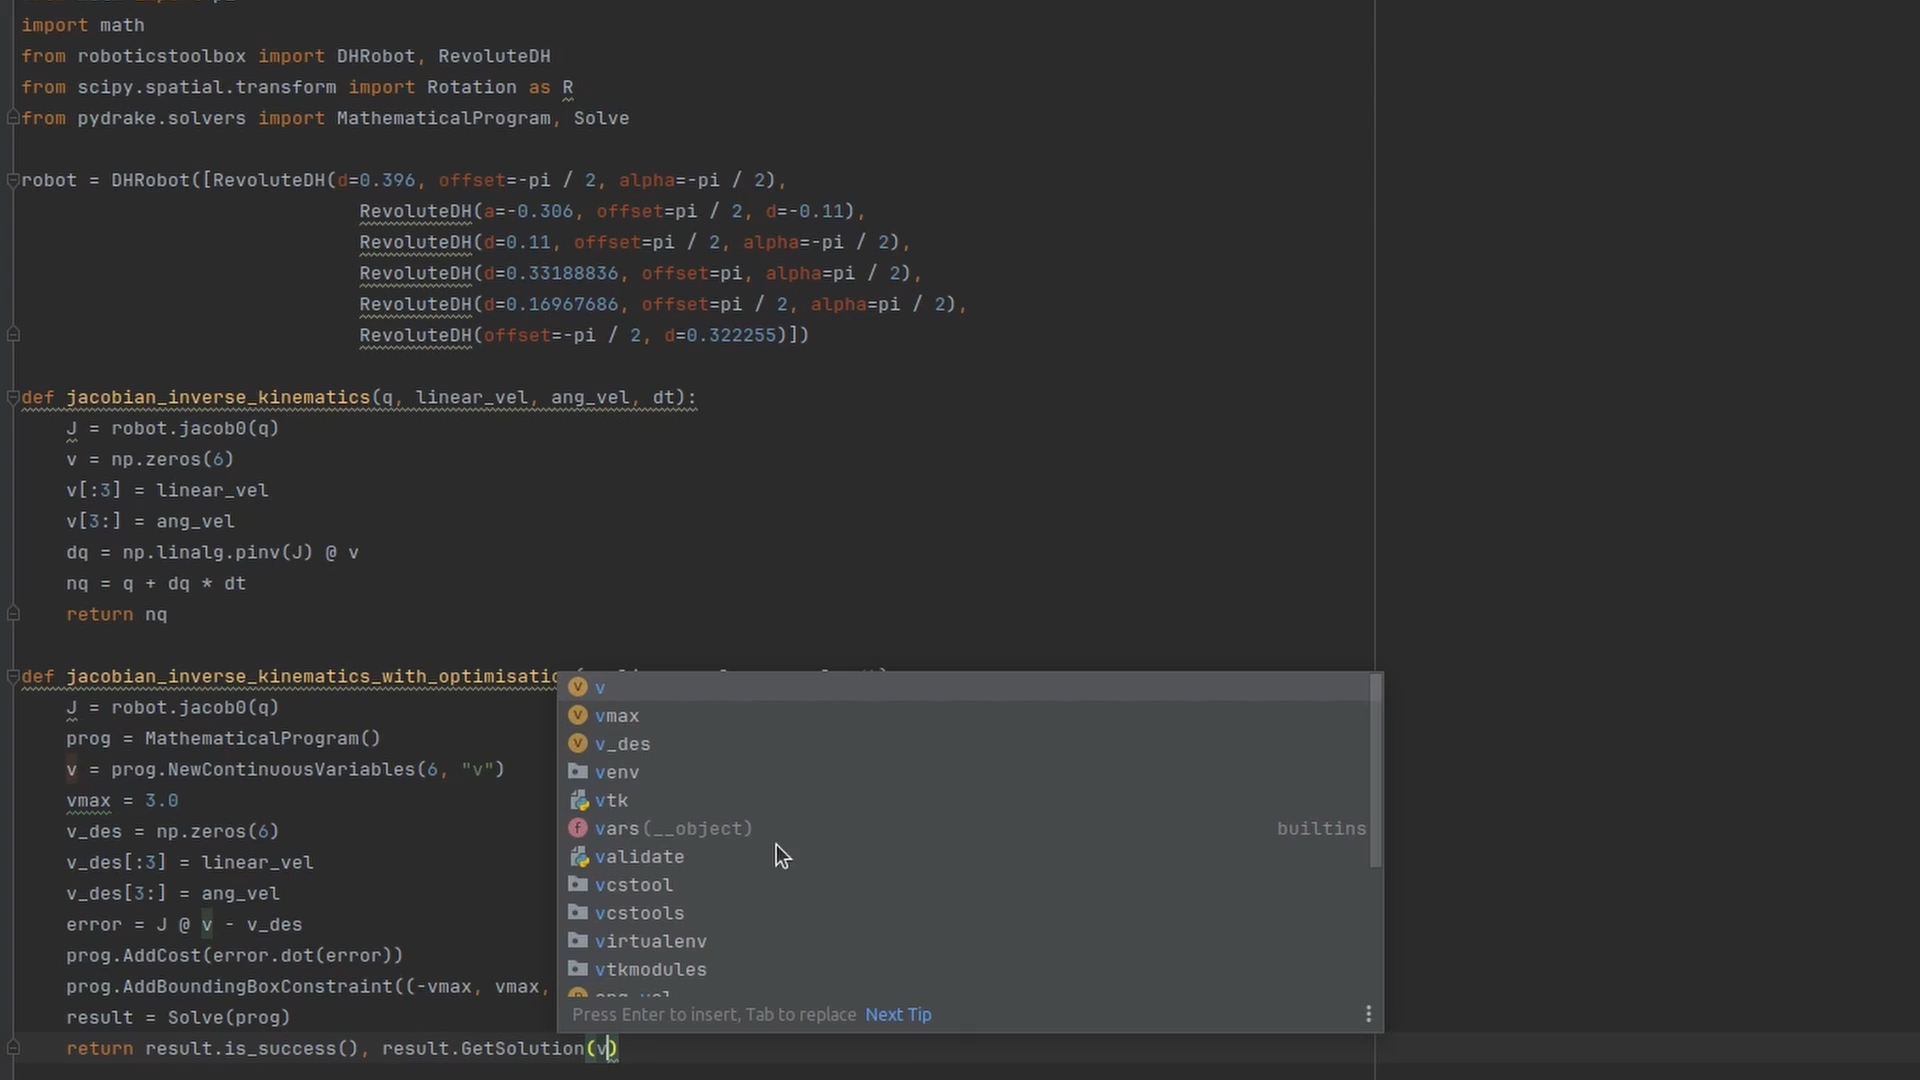 import math
from roboticstoolbox import DHRobot, RevoluteDH
from scipy.spatial.transform import Rotation as R
from pydrake.solvers import MathematicalProgram, Solve
robot = DHRobot([RevoluteDH(d=0.396, offset=-pi / 2, alpha=-pi / 2),
RevoluteDH(a=-0.306, offset=pi / 2, d=-0.11),
RevoluteDH(d=0.11, offset=pi / 2, alpha=-pi / 2),
RevoluteDH(d=0.33188836, offset=pi, alpha=pi / 2),
RevoluteDH(d=0.16967686, offset=pi / 2, alpha=pi / 2),
RevoluteDH(offset=-pi / 2, d=0.322255)])
def jacobian_inverse_kinematics(q, linear_vel, ang_vel, dt):
J = robot.jacob0(q)
v = np.zeros(6)
v[:3] = linear_vel
v[3:] = ang_vel
dq = np.linalg.pinv(J) @ v
nq = q + dq * dt
return nq
def jacobian_inverse_kinematics_with_optimisatio
J = robot.jacob0(q)
prog = MathematicalProgram()
v = prog.NewContinuousVariables(6, "v")
vmax = 3.0
v_des = np.zeros(6)
v_des[:3] = linear_vel
v_des[3:] = ang_vel
error = J @ v - v_des
prog.AddCost(error.dot(error))
prog.AddBoundingBoxConstraint((-vmax, vmax,
result = Solve(prog)
return result.is_success(), result.GetSolution(v)
v
vmax
v_des
venv
vtk
vars(__object) builtins
validate
vcstool
vcstools
virtualenv
vtkmodules
Press Enter to insert, Tab to replace Next Tip